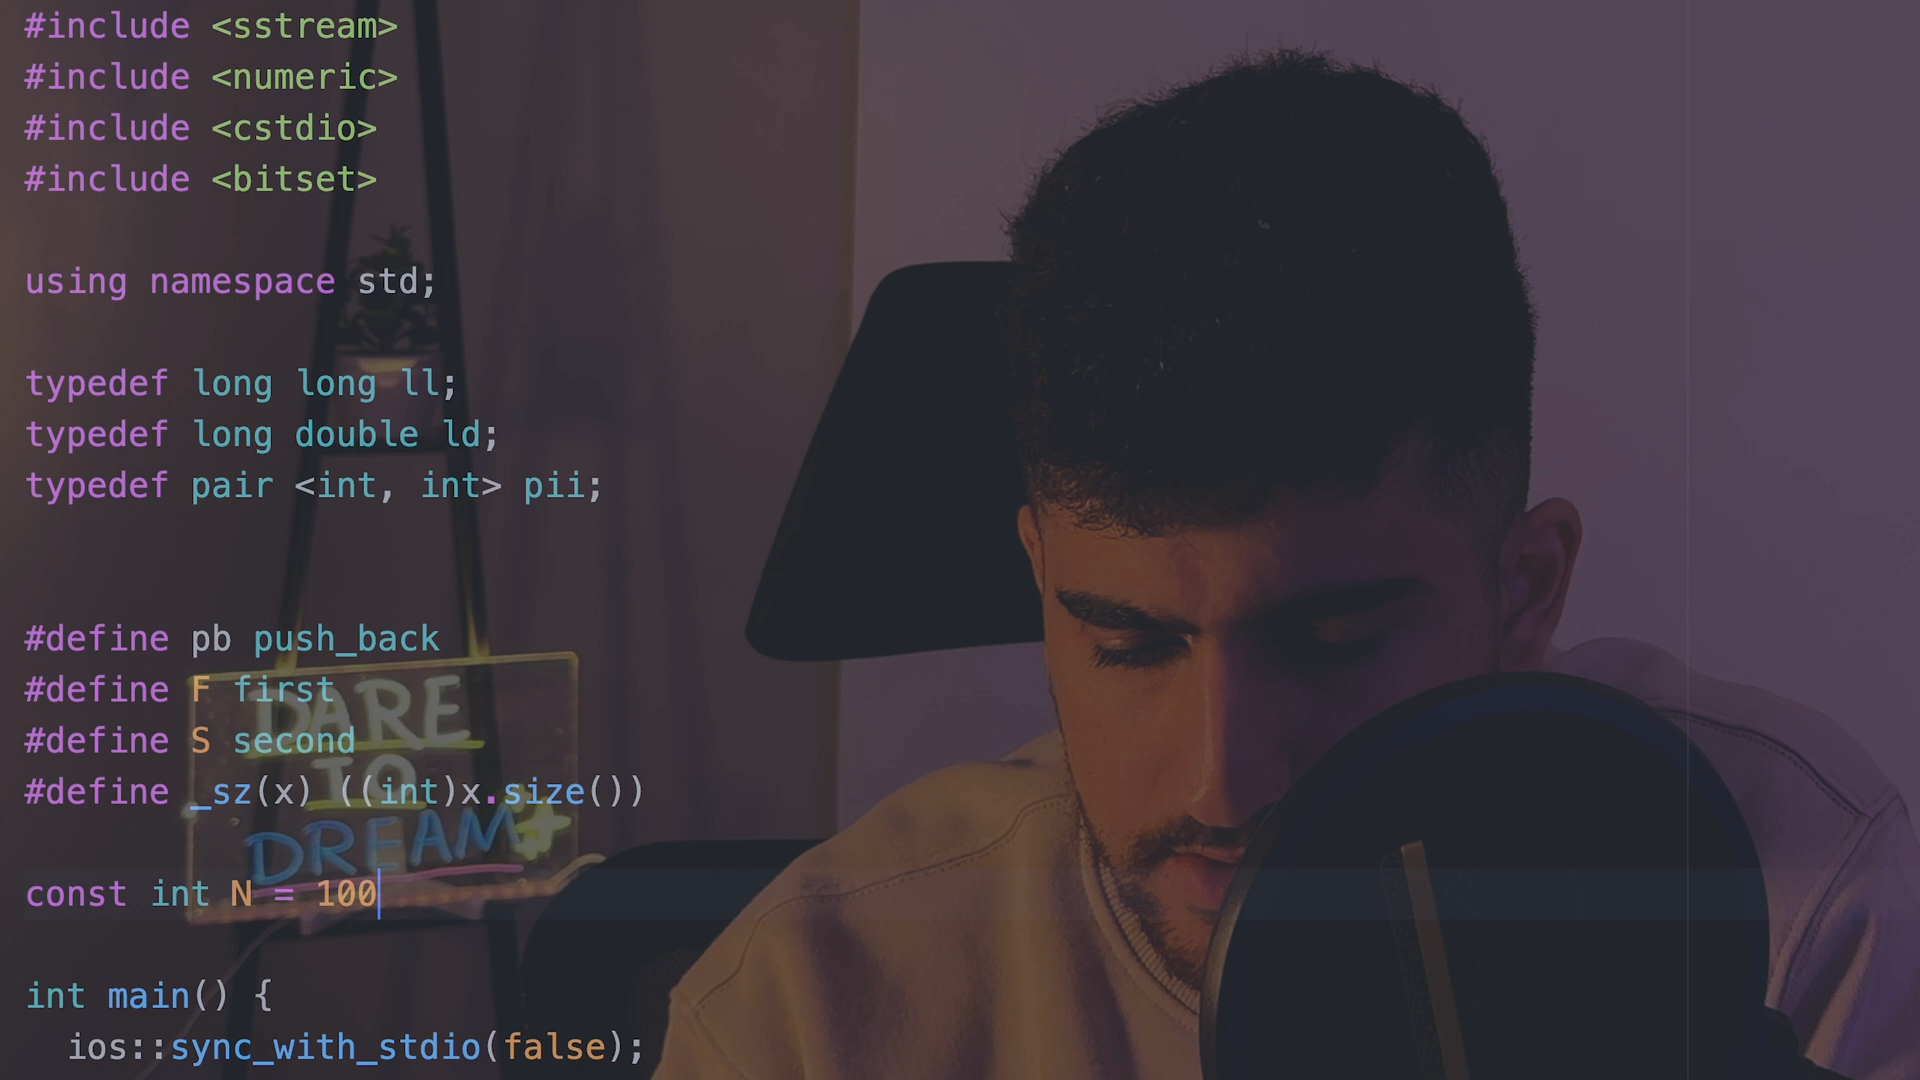 #include <sstream>
#include <numeric>
#include <cstdio>
#include <bitset>
using namespace std;
typedef long long ll;
typedef long double ld;
typedef pair <int, int> pii;
#define pb push_back
#define F first
#define S second
#define _sz(x) ((int)x.size())
const int N = 100
int main() {
ios::sync_with_stdio(false);
DARE
TO
DREAM